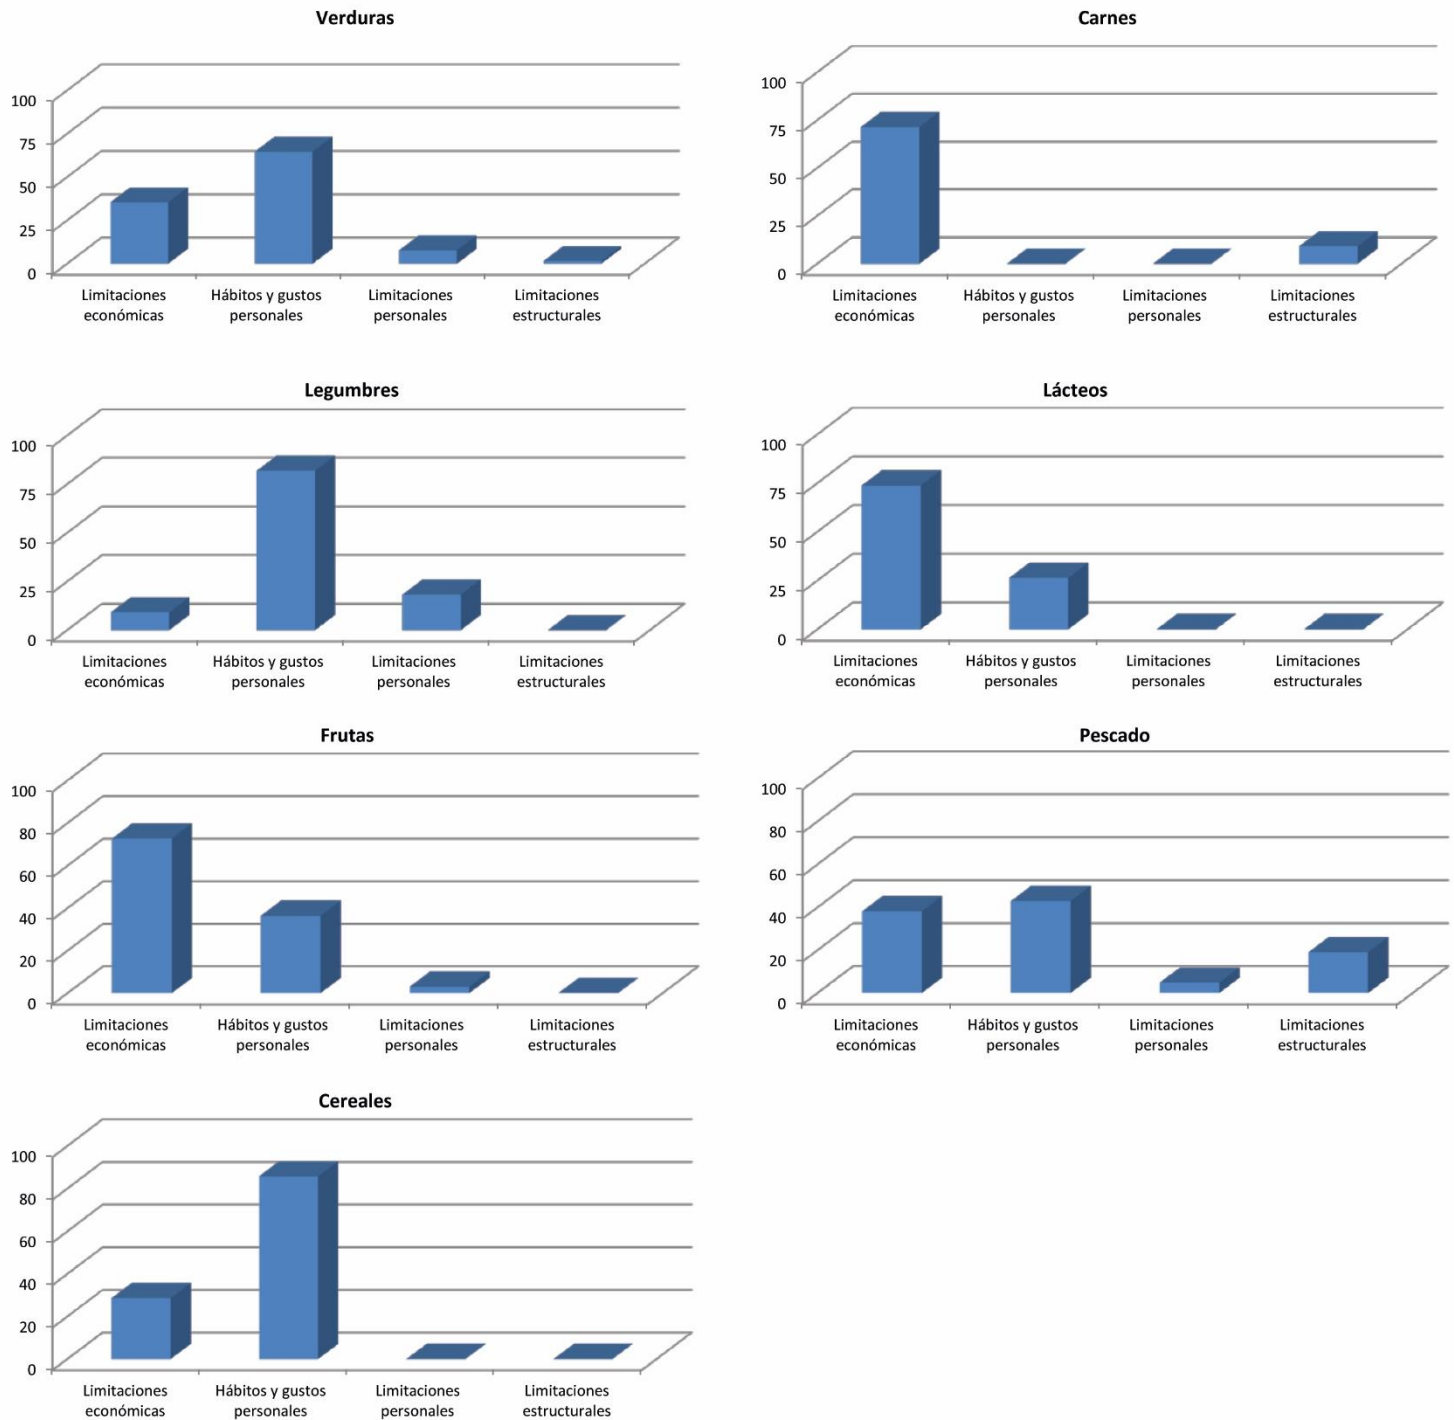 Verduras
100
75
50
25
0
Limitaciones económicas
Hábitos y gustos personales
Limitaciones personales
Limitaciones estructurales
Carnes
100
75
50
25
0
Limitaciones económicas
Hábitos y gustos personales
Limitaciones personales
Limitaciones estructurales
Legumbres
100
75
50
25
0
Limitaciones económicas
Hábitos y gustos personales
Limitaciones personales
Limitaciones estructurales
Lácteos
100
75
50
25
0
Limitaciones económicas
Hábitos y gustos personales
Limitaciones personales
Limitaciones estructurales
Frutas
100
80
60
40
20
0
Limitaciones económicas
Hábitos y gustos personales
Limitaciones personales
Limitaciones estructurales
Pescado
100
80
60
40
20
0
Limitaciones económicas
Hábitos y gustos personales
Limitaciones personales
Limitaciones estructurales
Cereales
100
80
60
40
20
0
Limitaciones económicas
Hábitos y gustos personales
Limitaciones personales
Limitaciones estructurales